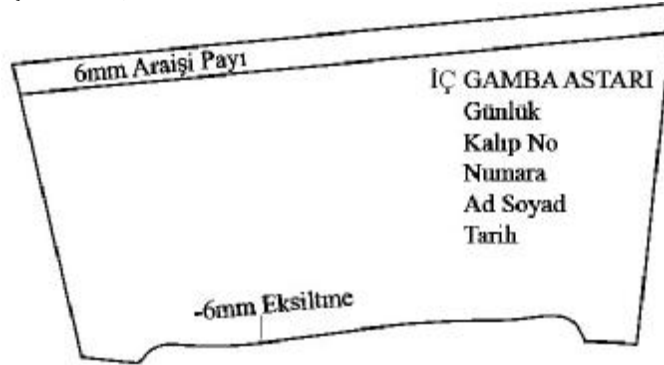 6mm Araişi Payı
İÇ GAMBA ASTARI
Günlük
Kalıp No
Numara
Ad Soyad
Tarih
-6mm Eksiltme